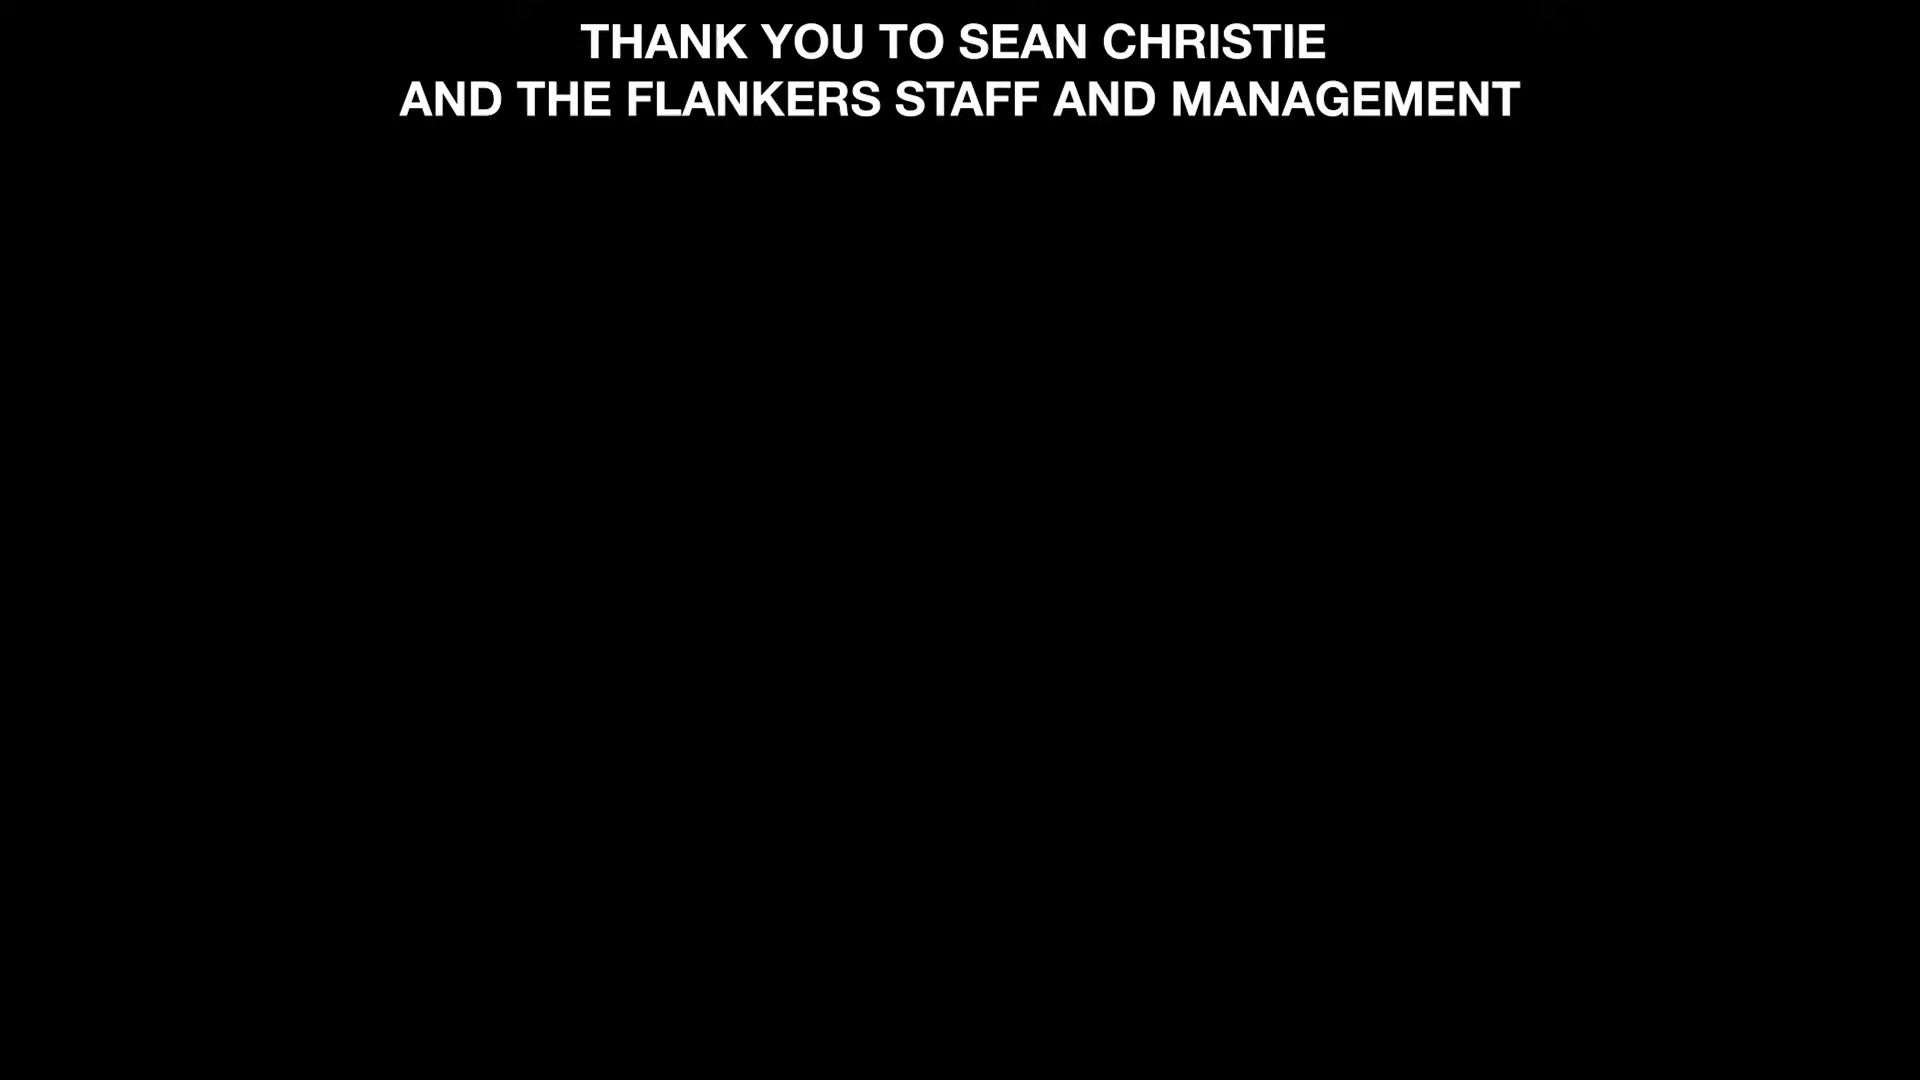 THANK YOU TO SEAN CHRISTIE
AND THE FLANKERS STAFF AND MANAGEMENT